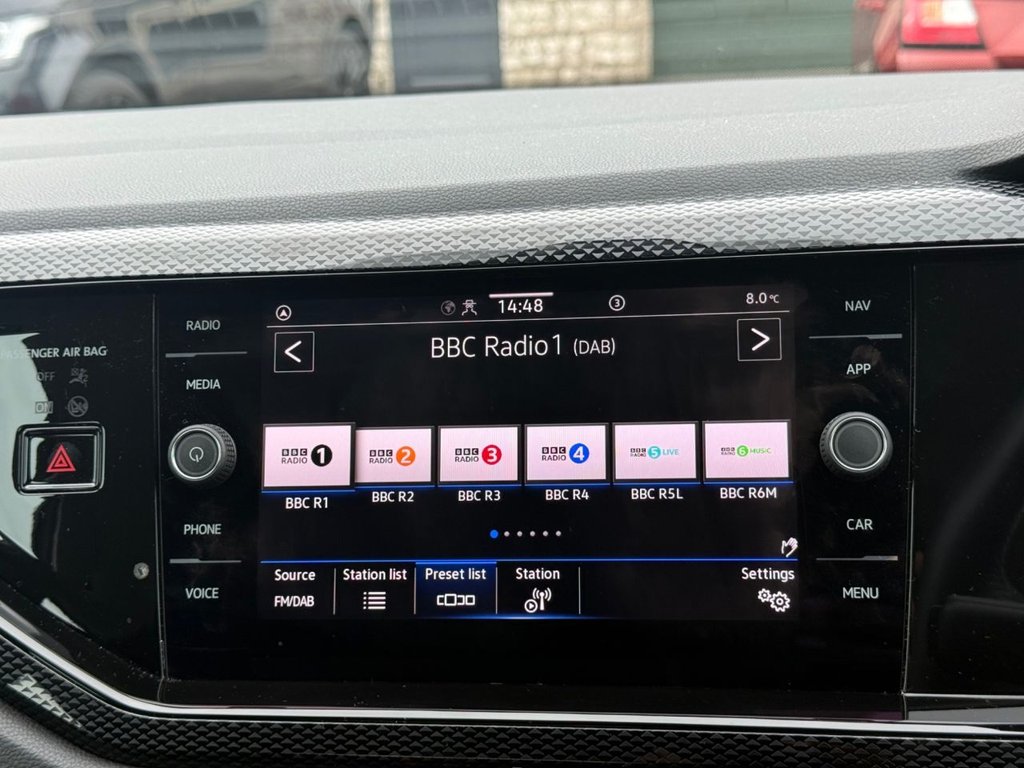 PASSENGER AIR BAG
OFF
ON
RADIO
MEDIA
PHONE
VOICE
14:48
3
8.0°C
<
BBC Radio1 (DAB)
>
BBC RADIO 1
BBC RADIO 2
BBC RADIO 3
BBC RADIO 4
BBC RADIO 5 LIVE
BBC RADIO 6 MUSIC
BBC R1
BBC R2
BBC R3
BBC R4
BBC R5L
BBC R6M
Source
FM/DAB
Station list
Preset list
Station
Settings
NAV
APP
CAR
MENU